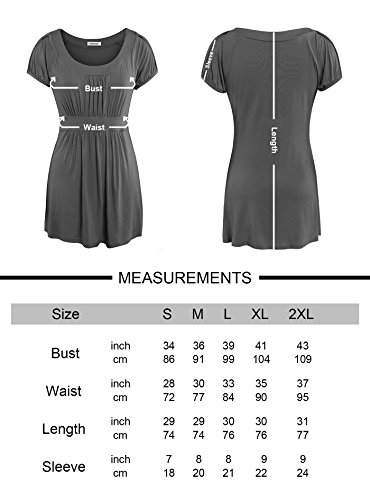 Bust
Waist
Sleeve
Length
MEASUREMENTS
Size S M L XL 2XL
Bust inch 34 36 39 41 43
cm 86 91 99 104 109
Waist inch 28 30 33 35 37
cm 72 77 84 90 95
Length inch 29 29 30 30 31
cm 74 74 76 76 77
Sleeve inch 7 8 8 9 9
cm 18 20 21 22 24